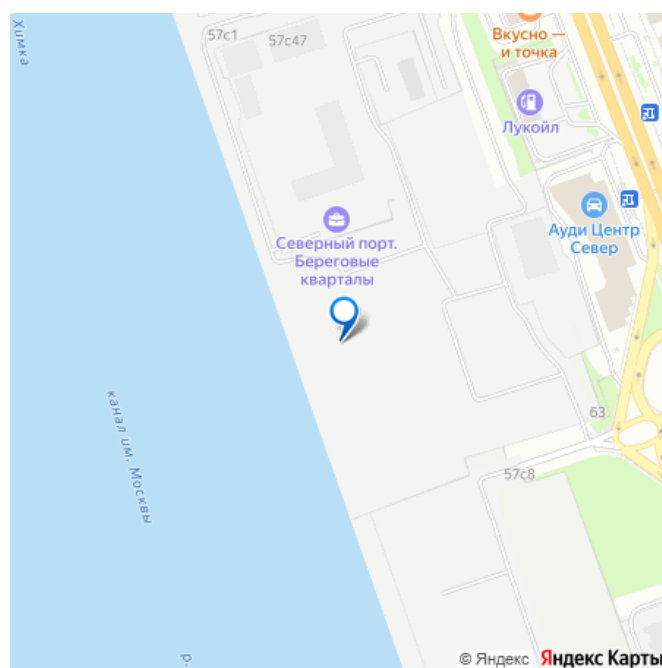 Химка
57с1
57с47
Вкусно —
и точка
Лукойл
Ауди Центр
Север
Северный порт.
Береговые
кварталы
63
57с8
канал им. Москвы
р.
© Яндекс Яндекс Карты